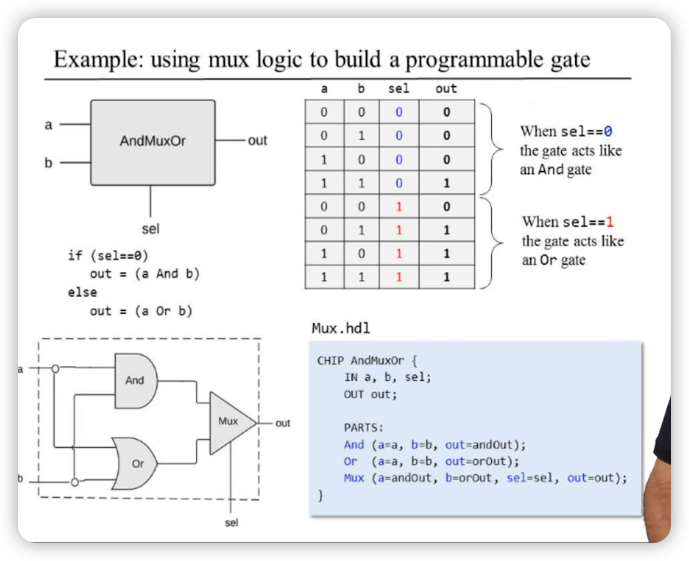 Example: using mux logic to build a programmable gate
a
b
AndMuxOr
out
sel
if (sel==0)
out = (a And b)
else
out = (a Or b)
a b sel out
0 0 0 0
0 1 0 0
1 0 0 0
1 1 0 1
0 0 1 0
0 1 1 1
1 0 1 1
1 1 1 1
When sel==0
the gate acts like
an And gate
When sel==1
the gate acts like
an Or gate
a
b
And
Or
Mux
out
sel
Mux.hdl
CHIP AndMuxOr {
IN a, b, sel;
OUT out;
PARTS:
And (a=a, b=b, out=andOut);
Or (a=a, b=b, out=orOut);
Mux (a=andOut, b=orOut, sel=sel, out=out);
}